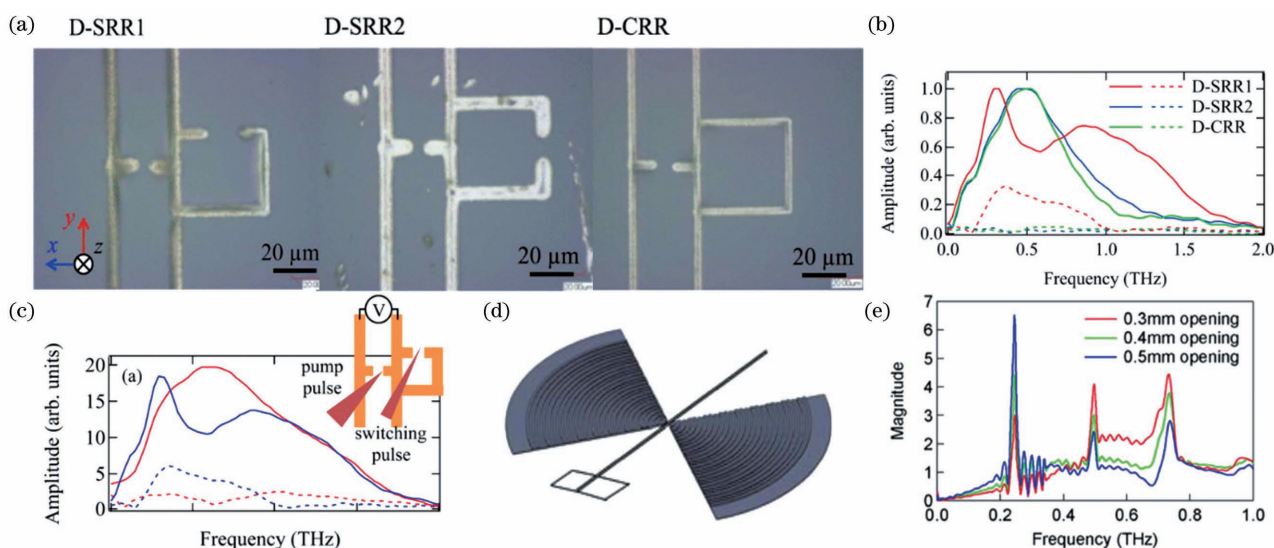 (a)
D-SRR1
D-SRR2
D-CRR
y
x
z
20 μm
20 μm
20 μm
20.00μm
(b)
Amplitude (arb. units)
1.0
0.8
0.6
0.4
0.2
0.0
D-SRR1
D-SRR2
D-CRR
0.0
0.5
1.0
1.5
2.0
Frequency (THz)
(c)
V
(a)
pump
pulse
switching
pulse
Amplitude (arb. units)
20
15
10
5
0
Frequency (THz)
(d)
(e)
Magnitude
7
6
5
4
3
2
1
0
0.3mm opening
0.4mm opening
0.5mm opening
0.0
0.2
0.4
0.6
0.8
1.0
Frequency (THz)